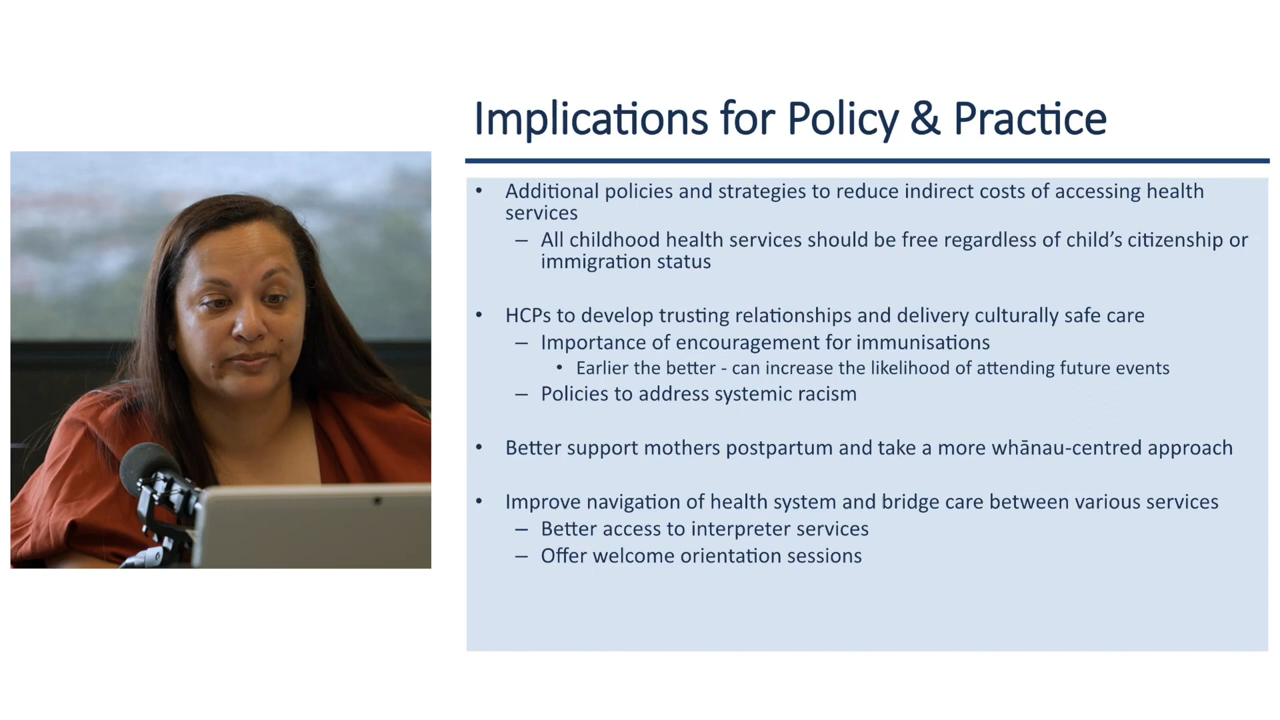 Implications for Policy & Practice
• Additional policies and strategies to reduce indirect costs of accessing health
services
– All childhood health services should be free regardless of child's citizenship or
immigration status
• HCPs to develop trusting relationships and delivery culturally safe care
– Importance of encouragement for immunisations
• Earlier the better - can increase the likelihood of attending future events
– Policies to address systemic racism
• Better support mothers postpartum and take a more whānau-centred approach
• Improve navigation of health system and bridge care between various services
– Better access to interpreter services
– Offer welcome orientation sessions